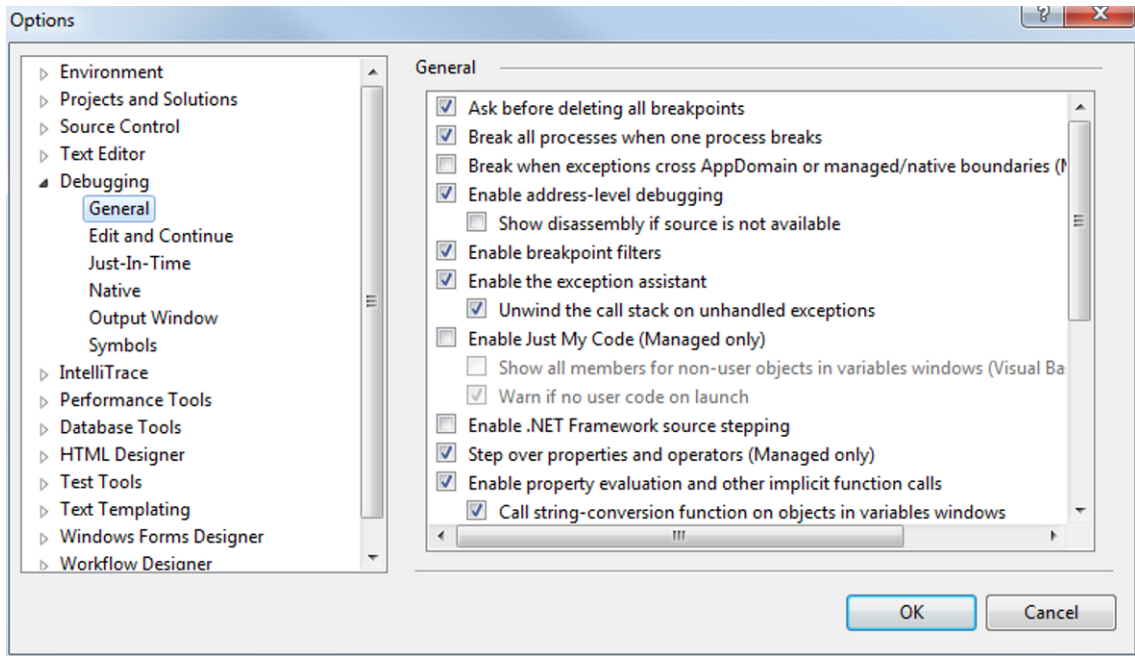 Options
Environment
Projects and Solutions
Source Control
Text Editor
Debugging
General
Edit and Continue
Just-In-Time
Native
Output Window
Symbols
IntelliTrace
Performance Tools
Database Tools
HTML Designer
Test Tools
Text Templating
Windows Forms Designer
Workflow Designer
General
Ask before deleting all breakpoints
Break all processes when one process breaks
Break when exceptions cross AppDomain or managed/native boundaries (
Enable address-level debugging
Show disassembly if source is not available
Enable breakpoint filters
Enable the exception assistant
Unwind the call stack on unhandled exceptions
Enable Just My Code (Managed only)
Show all members for non-user objects in variables windows (Visual Ba
Warn if no user code on launch
Enable .NET Framework source stepping
Step over properties and operators (Managed only)
Enable property evaluation and other implicit function calls
Call string-conversion function on objects in variables windows
OK
Cancel